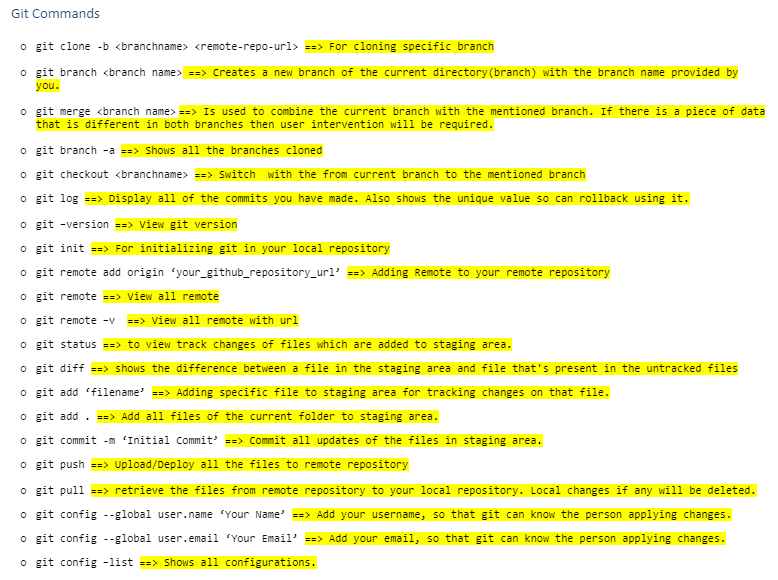 Git Commands
o git clone -b <branchname> <remote-repo-url> ==> For cloning specific branch
o git branch <branch name> ==> Creates a new branch of the current directory(branch) with the branch name provided by
you.
o git merge <branch name> ==> Is used to combine the current branch with the mentioned branch. If there is a piece of data
that is different in both branches then user intervention will be required.
o git branch -a ==> Shows all the branches cloned
o git checkout <branchname> ==> Switch  with the from current branch to the mentioned branch
o git log ==> Display all of the commits you have made. Also shows the unique value so can rollback using it.
o git –version ==> View git version
o git init ==> For initializing git in your local repository
o git remote add origin ‘your_github_repository_url’ ==> Adding Remote to your remote repository
o git remote ==> View all remote
o git remote –v  ==> View all remote with url
o git status ==> to view track changes of files which are added to staging area.
o git diff ==> shows the difference between a file in the staging area and file that's present in the untracked files
o git add ‘filename’ ==> Adding specific file to staging area for tracking changes on that file.
o git add . ==> Add all files of the current folder to staging area.
o git commit -m ‘Initial Commit’ ==> Commit all updates of the files in staging area.
o git push ==> Upload/Deploy all the files to remote repository
o git pull ==> retrieve the files from remote repository to your local repository. Local changes if any will be deleted.
o git config --global user.name ‘Your Name’ ==> Add your username, so that git can know the person applying changes.
o git config --global user.email ‘Your Email’ ==> Add your email, so that git can know the person applying changes.
o git config –list ==> Shows all configurations.